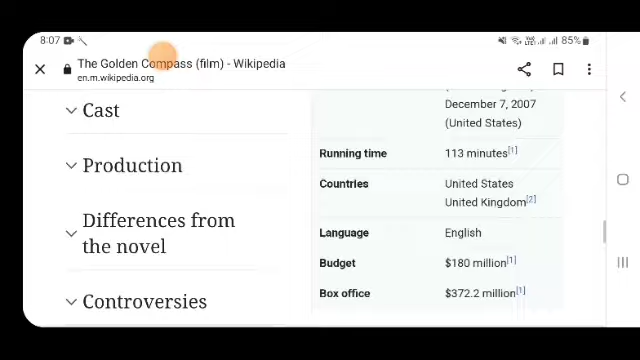 8:07
85%
The Golden Compass (film) - Wikipedia
en.m.wikipedia.org
Cast
Production
Differences from
the novel
Controversies
December 7, 2007
(United States)
Running time 113 minutes[1]
Countries United States
United Kingdom[2]
Language English
Budget $180 million[1]
Box office $372.2 million[1]